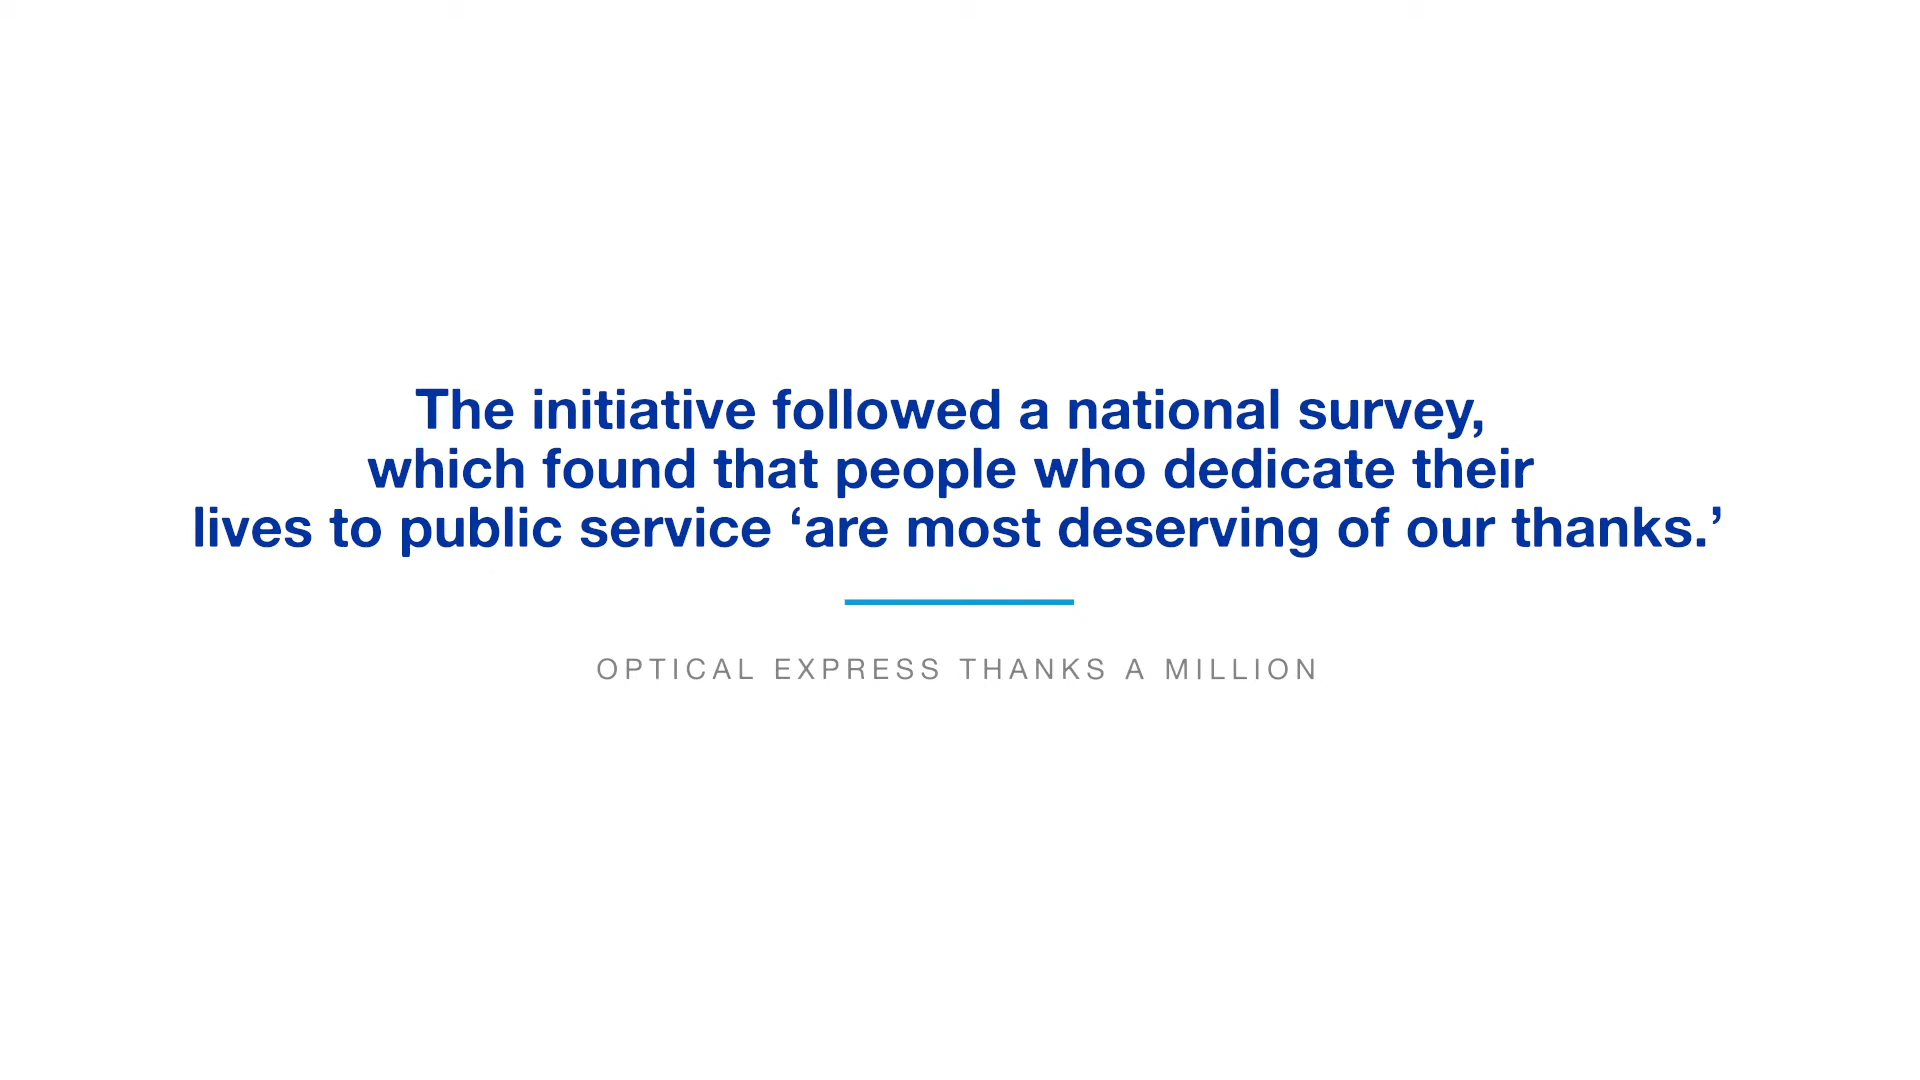 The initiative followed a national survey,
which found that people who dedicate their
lives to public service ‘are most deserving of our thanks.’
OPTICAL EXPRESS THANKS A MILLION